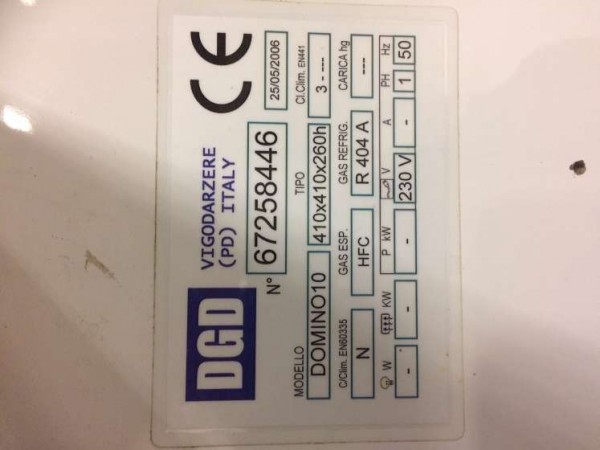 DGD
VIGODARZERE
(PD) ITALY
CE
N° 67258446
25/05/2006
MODELLO TIPO Cl.Clim. EN441
DOMINO10 410x410x260h 3 - ---
C/Clim. EN60335 GAS ESP. GAS REFRIG. CARICA hg
N HFC R 404 A ---
W KW P kW V A PH Hz
- - - 230 V - 1 50